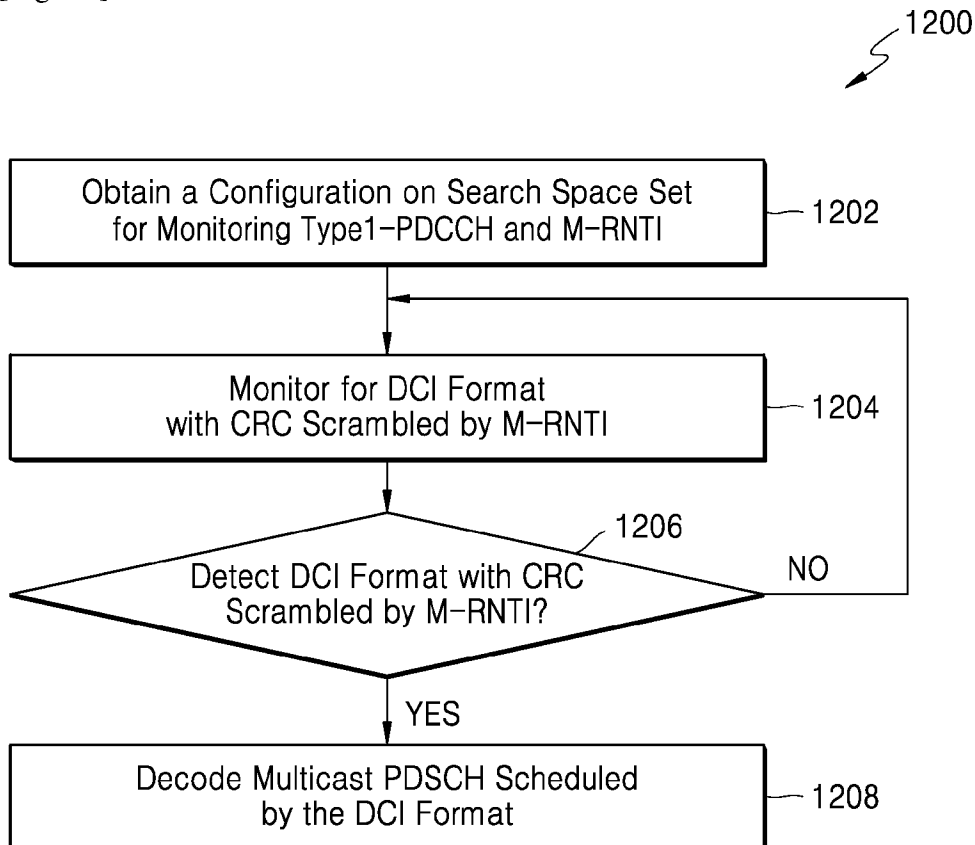 1200
Obtain a Configuration on Search Space Set
for Monitoring Type1-PDCCH and M-RNTI
1202
Monitor for DCI Format
with CRC Scrambled by M-RNTI
1204
1206
Detect DCI Format with CRC
Scrambled by M-RNTI?
NO
YES
Decode Multicast PDSCH Scheduled
by the DCI Format
1208